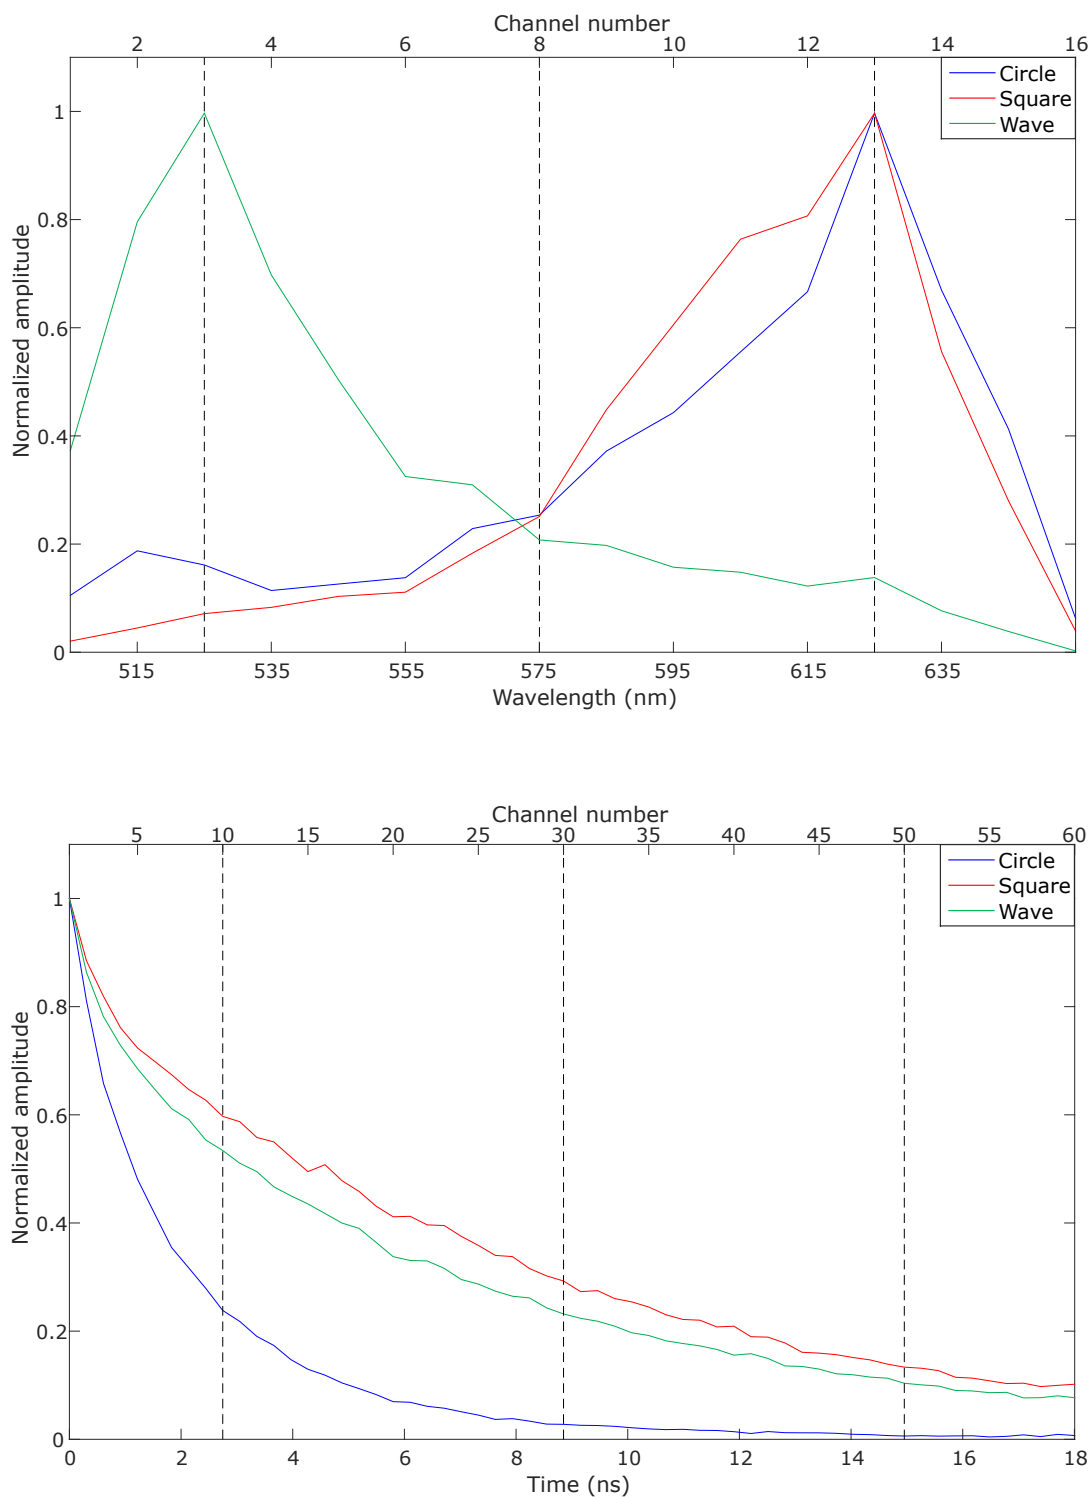 Channel number
2 4 6 8 10 12 14 16
Circle
Square
Wave
1
0.8
0.6
0.4
0.2
0
Normalized amplitude
515 535 555 575 595 615 635
Wavelength (nm)
Channel number
5 10 15 20 25 30 35 40 45 50 55 60
Circle
Square
Wave
1
0.8
0.6
0.4
0.2
0
Normalized amplitude
0 2 4 6 8 10 12 14 16 18
Time (ns)